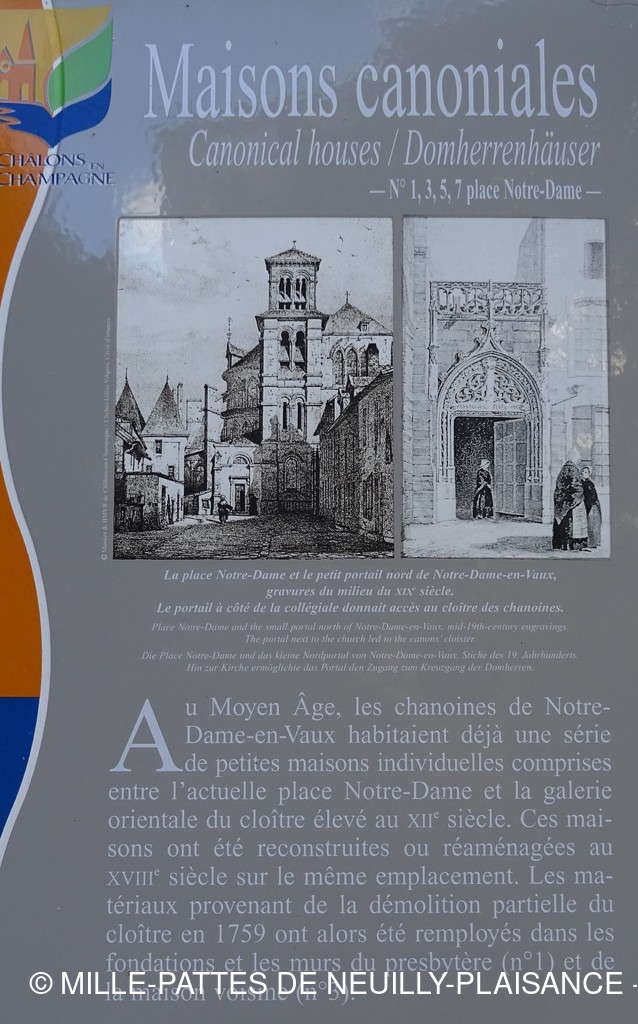 CHÂLONS EN
CHAMPAGNE
Maisons canoniales
Canonical houses / Domherrenhäuser
— N° 1, 3, 5, 7 place Notre-Dame —
La place Notre-Dame et le petit portail nord de Notre-Dame-en-Vaux,
gravures du milieu du XIXe siècle.
Le portail à côté de la collégiale donnait accès au cloître des chanoines.
Place Notre-Dame and the small portal north of Notre-Dame-en-Vaux, mid-19th-century engravings.
The portal next to the church led to the canons' cloister.
Die Place Notre-Dame und das kleine Nordportal von Notre-Dame-en-Vaux, Stiche des 19. Jahrhunderts.
Hin zur Kirche ermöglichte das Portal den Zugang zum Kreuzgang der Domherren.
Au Moyen Âge, les chanoines de Notre-
Dame-en-Vaux habitaient déjà une série
de petites maisons individuelles comprises
entre l'actuelle place Notre-Dame et la galerie
orientale du cloître élevé au XIIe siècle. Ces mai-
sons ont été reconstruites ou réaménagées au
XVIIIe siècle sur le même emplacement. Les ma-
tériaux provenant de la démolition partielle du
cloître en 1759 ont alors été remployés dans les
fondations et les murs du presbytère (n°1) et de
la maison voisine (n°3).
© MILLE-PATTES DE NEUILLY-PLAISANCE -